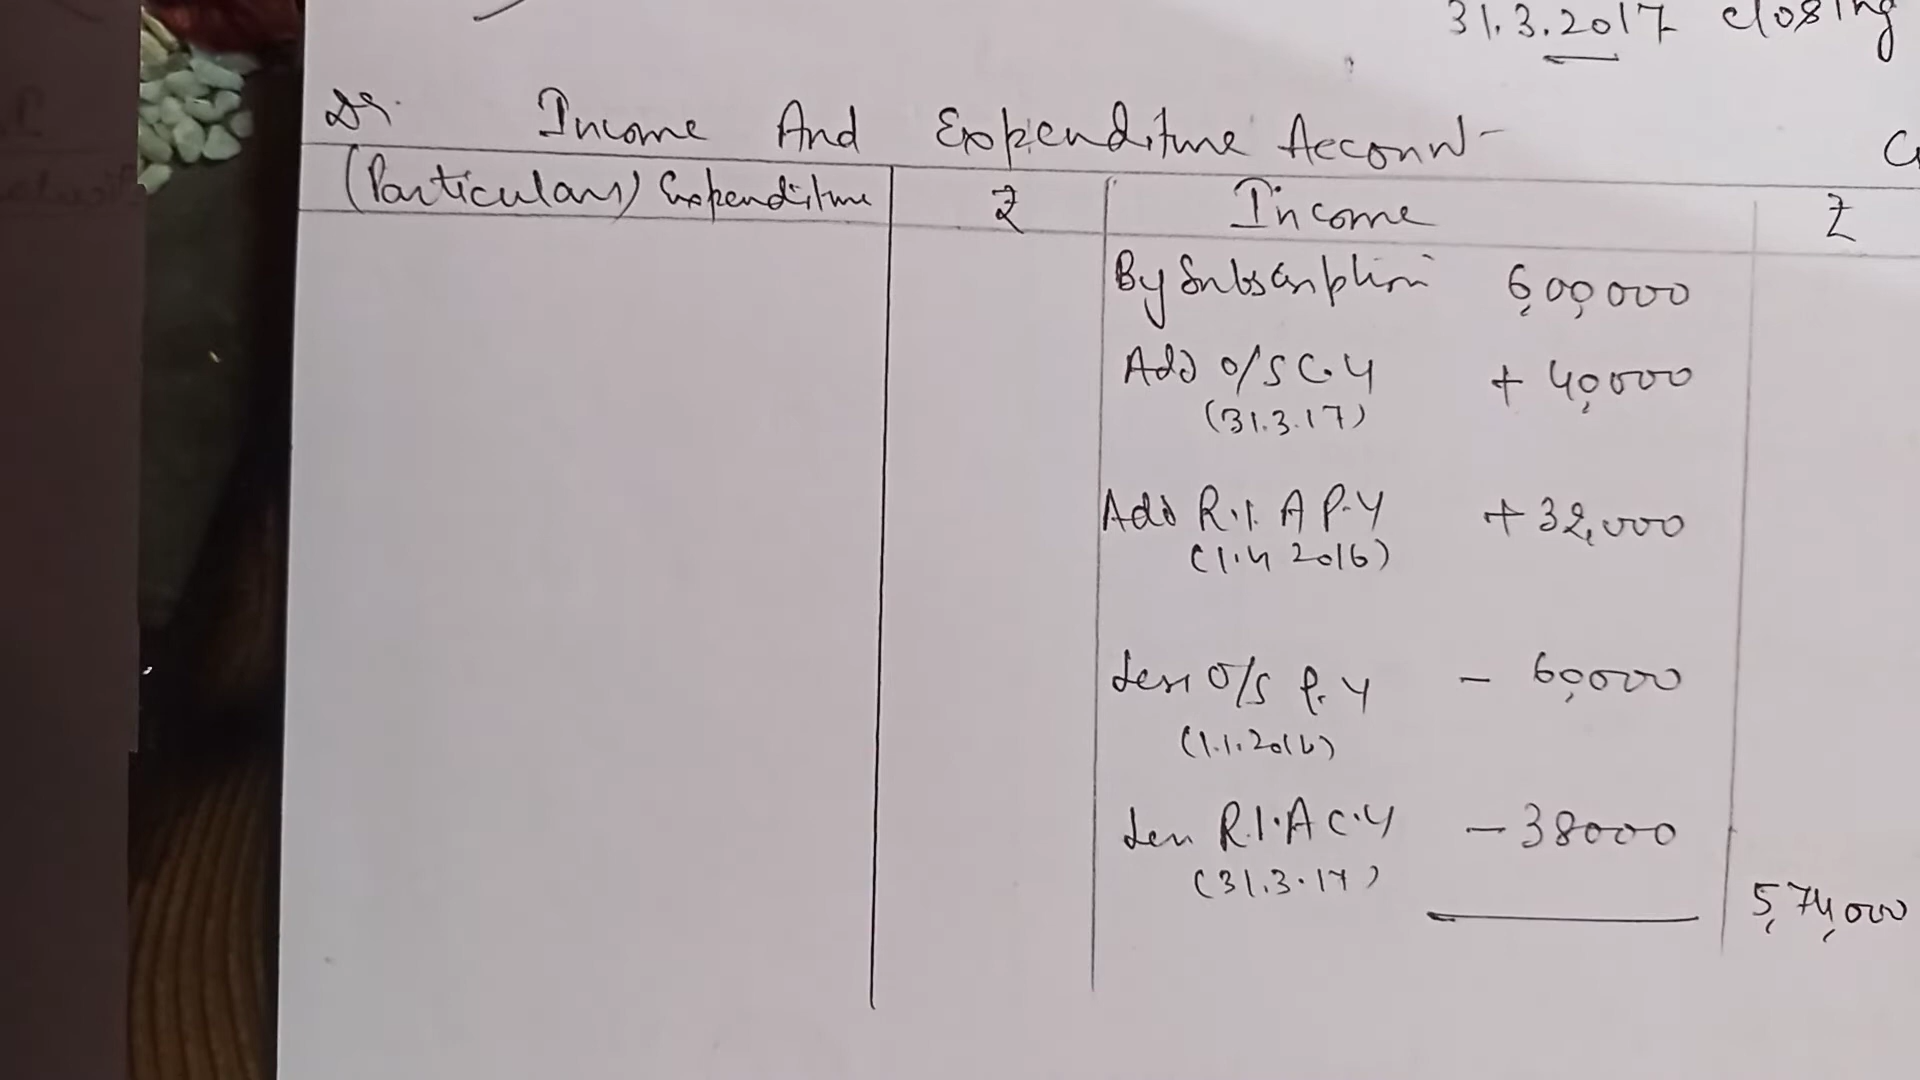 31.3.2017 closing
Dr. Income And Expenditure Account
(Particulars) Expenditure ₹ Income ₹
By Subscription 6,00,000
Add O/S C.Y + 40,000
(31.3.17)
Add R.I. A P.Y + 32,000
(1.4 2016)
Less O/S P.Y - 60,000
(1.1.2016)
Less R.I.A C.Y - 38000
(31.3.17)
5,74,000